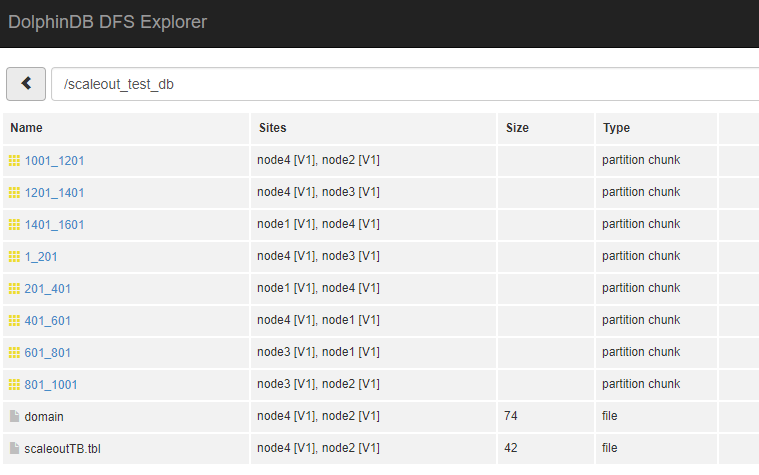 DolphinDB DFS Explorer
/scaleout_test_db
Name Sites Size Type
1001_1201 node4 [V1], node2 [V1] partition chunk
1201_1401 node4 [V1], node3 [V1] partition chunk
1401_1601 node1 [V1], node4 [V1] partition chunk
1_201 node4 [V1], node3 [V1] partition chunk
201_401 node1 [V1], node4 [V1] partition chunk
401_601 node4 [V1], node1 [V1] partition chunk
601_801 node3 [V1], node1 [V1] partition chunk
801_1001 node3 [V1], node2 [V1] partition chunk
domain node4 [V1], node2 [V1] 74 file
scaleoutTB.tbl node4 [V1], node2 [V1] 42 file